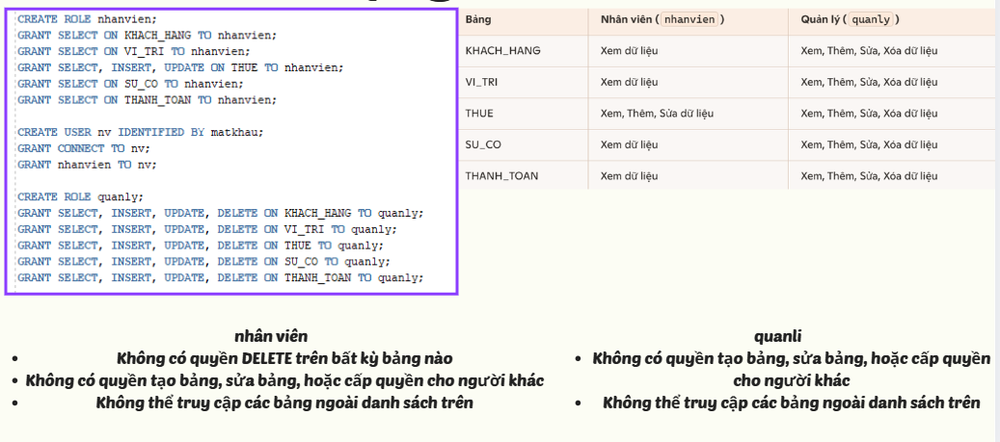 CREATE ROLE nhanvien;
GRANT SELECT ON KHACH_HANG TO nhanvien;
GRANT SELECT ON VI_TRI TO nhanvien;
GRANT SELECT, INSERT, UPDATE ON THUE TO nhanvien;
GRANT SELECT ON SU_CO TO nhanvien;
GRANT SELECT ON THANH_TOAN TO nhanvien;
CREATE USER nv IDENTIFIED BY matkhau;
GRANT CONNECT TO nv;
GRANT nhanvien TO nv;
CREATE ROLE quanly;
GRANT SELECT, INSERT, UPDATE, DELETE ON KHACH_HANG TO quanly;
GRANT SELECT, INSERT, UPDATE, DELETE ON VI_TRI TO quanly;
GRANT SELECT, INSERT, UPDATE, DELETE ON THUE TO quanly;
GRANT SELECT, INSERT, UPDATE, DELETE ON SU_CO TO quanly;
GRANT SELECT, INSERT, UPDATE, DELETE ON THANH_TOAN TO quanly;
Bảng Nhân viên ( nhanvien ) Quản lý ( quanly )
KHACH_HANG Xem dữ liệu Xem, Thêm, Sửa, Xóa dữ liệu
VI_TRI Xem dữ liệu Xem, Thêm, Sửa, Xóa dữ liệu
THUE Xem, Thêm, Sửa dữ liệu Xem, Thêm, Sửa, Xóa dữ liệu
SU_CO Xem dữ liệu Xem, Thêm, Sửa, Xóa dữ liệu
THANH_TOAN Xem dữ liệu Xem, Thêm, Sửa, Xóa dữ liệu
nhân viên
• Không có quyền DELETE trên bất kỳ bảng nào
• Không có quyền tạo bảng, sửa bảng, hoặc cấp quyền cho người khác
• Không thể truy cập các bảng ngoài danh sách trên
quanli
• Không có quyền tạo bảng, sửa bảng, hoặc cấp quyền
cho người khác
• Không thể truy cập các bảng ngoài danh sách trên